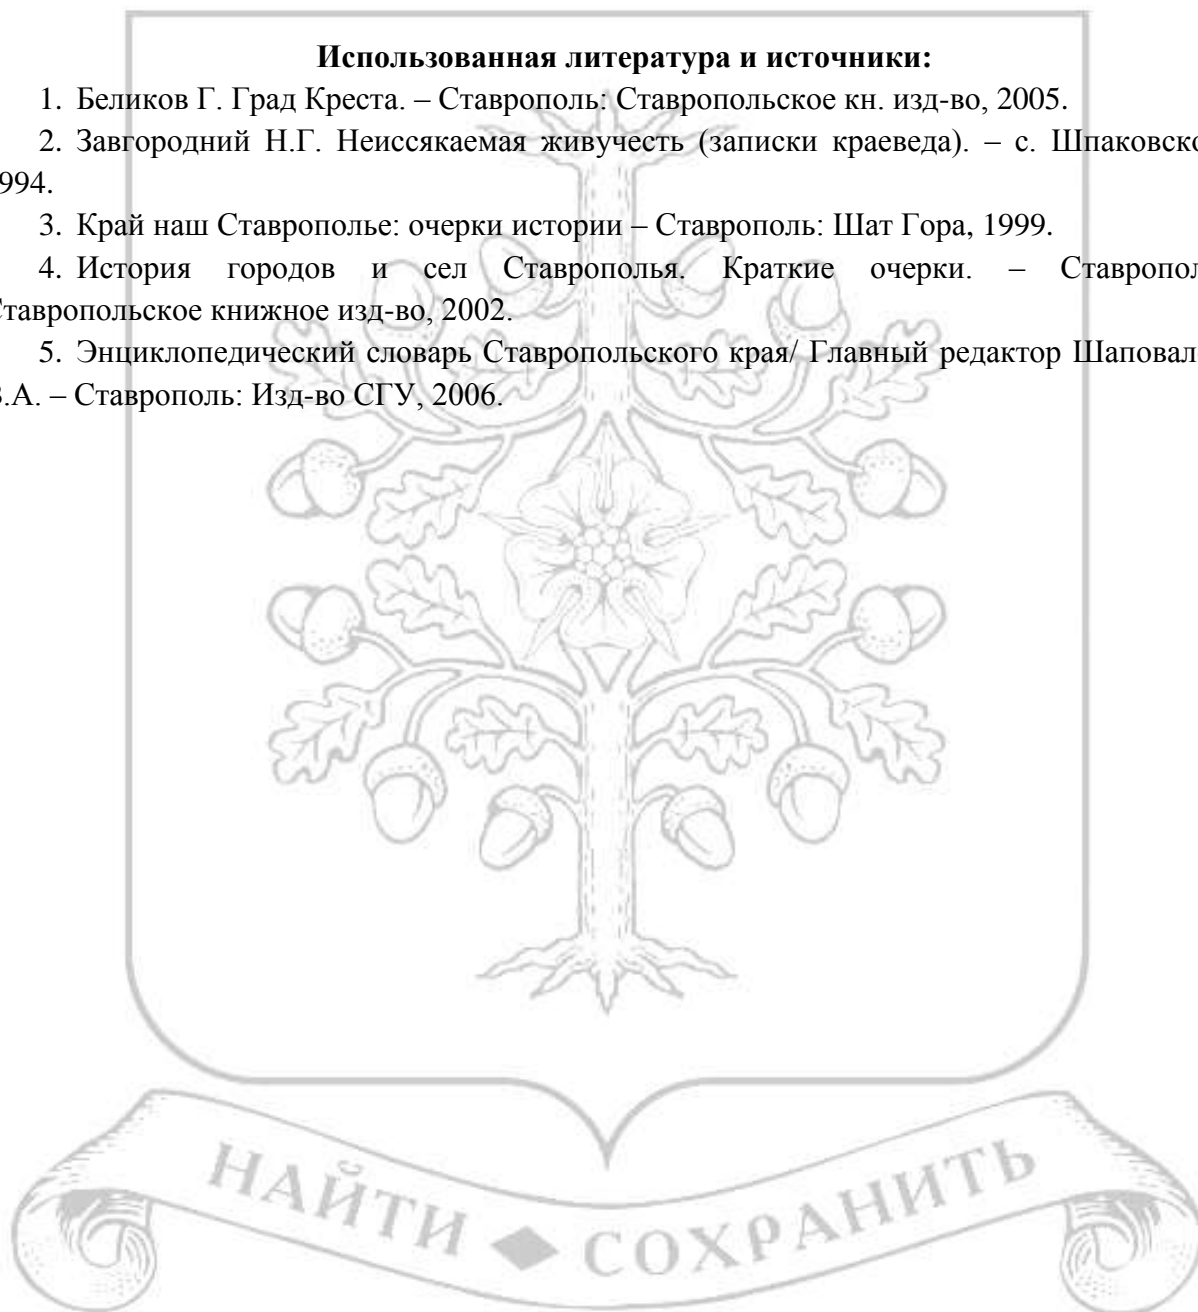 Использованная литература и источники:
1. Беликов Г. Град Креста. – Ставрополь: Ставропольское кн. изд-во, 2005.
2. Завгородний Н.Г. Неиссякаемая живучесть (записки краеведа). – с. Шпаковско
994.
3. Край наш Ставрополье: очерки истории – Ставрополь: Шат Гора, 1999.
4. История городов и сел Ставрополья. Краткие очерки. – Ставропол
Ставропольское книжное изд-во, 2002.
5. Энциклопедический словарь Ставропольского края/ Главный редактор Шаповал
В.А. – Ставрополь: Изд-во СГУ, 2006.
НАЙТИ ◆ СОХРАНИТЬ